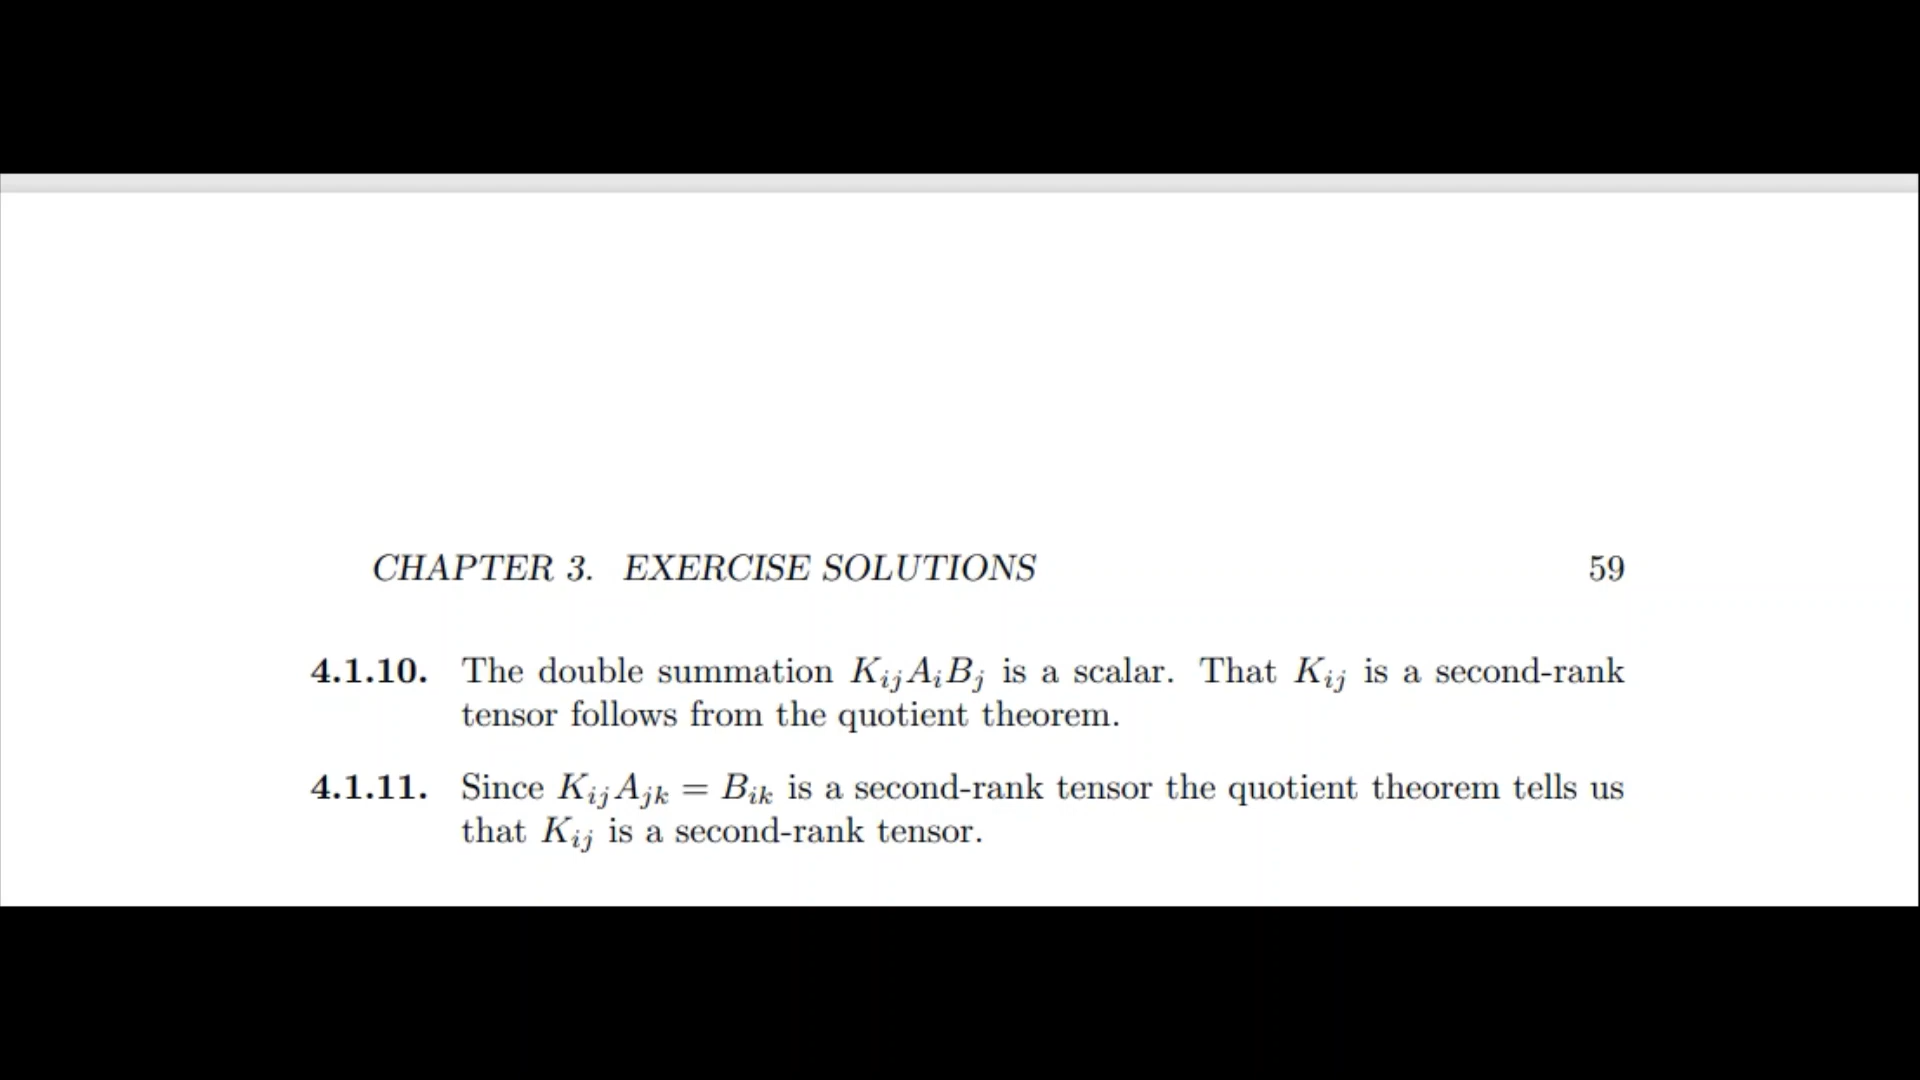 CHAPTER 3. EXERCISE SOLUTIONS 59
4.1.10. The double summation $K_{ij}A_iB_j$ is a scalar. That $K_{ij}$ is a second-rank
tensor follows from the quotient theorem.
4.1.11. Since $K_{ij}A_{jk} = B_{ik}$ is a second-rank tensor the quotient theorem tells us
that $K_{ij}$ is a second-rank tensor.